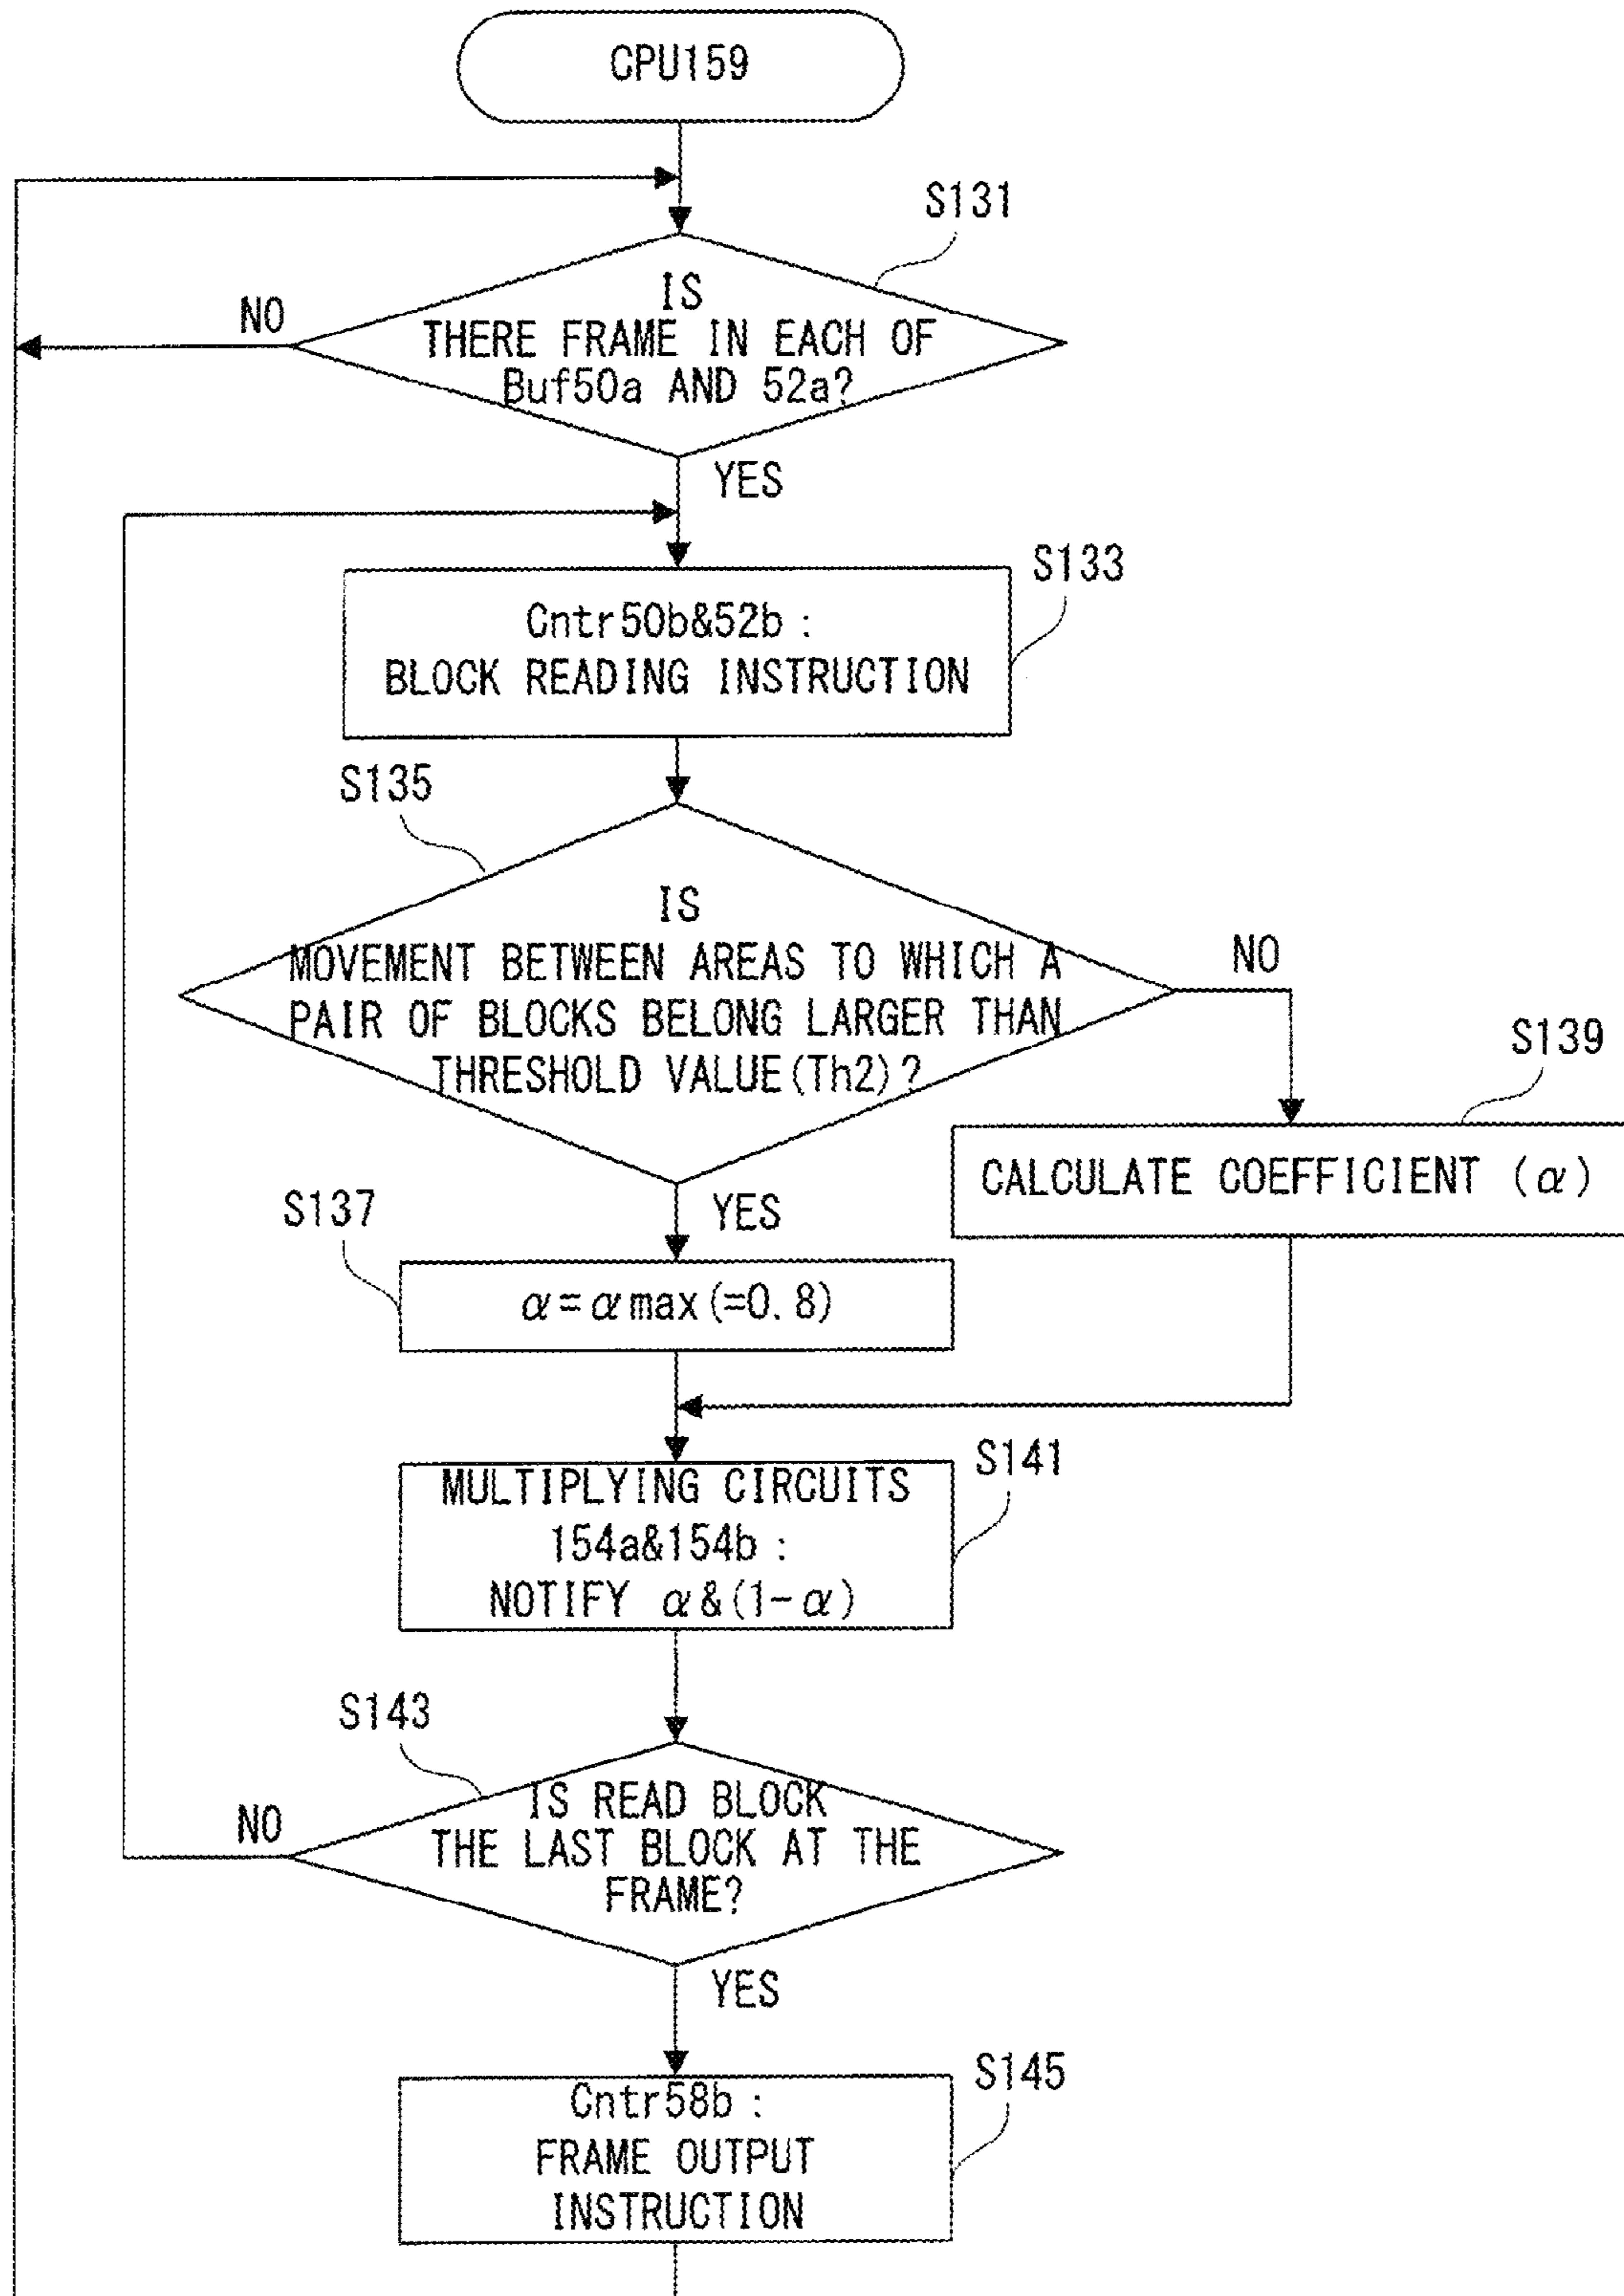 CPU159
S131
IS
THERE FRAME IN EACH OF
Buf50a AND 52a?
NO
YES
S133
Cntr50b&52b :
BLOCK READING INSTRUCTION
S135
IS
MOVEMENT BETWEEN AREAS TO WHICH A
PAIR OF BLOCKS BELONG LARGER THAN
THRESHOLD VALUE(Th2)?
NO
S139
CALCULATE COEFFICIENT (α)
YES
S137
α=αmax(=0.8)
S141
MULTIPLYING CIRCUITS
154a&154b :
NOTIFY α&(1-α)
S143
IS READ BLOCK
THE LAST BLOCK AT THE
FRAME?
NO
YES
S145
Cntr58b :
FRAME OUTPUT
INSTRUCTION